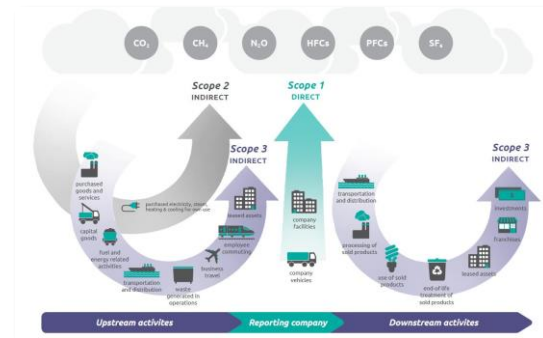 CO₂ CH₄ N₂O HFCs PFCs SF₆
Scope 2
INDIRECT
Scope 1
DIRECT
Scope 3
INDIRECT
Scope 3
INDIRECT
purchased
goods and
services
capital
goods
fuel and
energy related
activities
transportation
and distribution
waste
generated in
operations
business
travel
employee
commuting
leased assets
purchased electricity, steam,
heating & cooling for own use
company
facilities
company
vehicles
transportation
and distribution
processing of
sold products
use of sold
products
end-of-life
treatment of
sold products
leased assets
franchises
investments
Upstream activites
Reporting company
Downstream activites